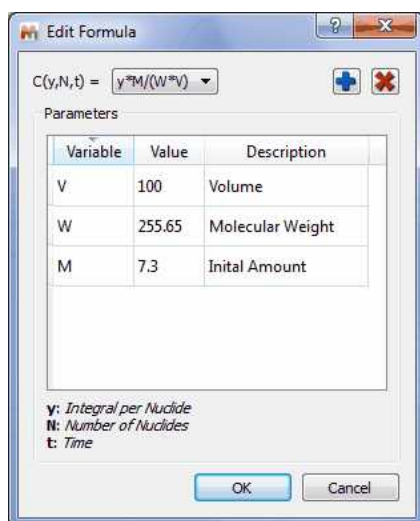 Edit Formula
C(y,N,t) = y*M/(W*V)
Parameters
Variable Value Description
V 100 Volume
W 255.65 Molecular Weight
M 7.3 Inital Amount
y: Integral per Nuclide
N: Number of Nuclides
t: Time
OK Cancel